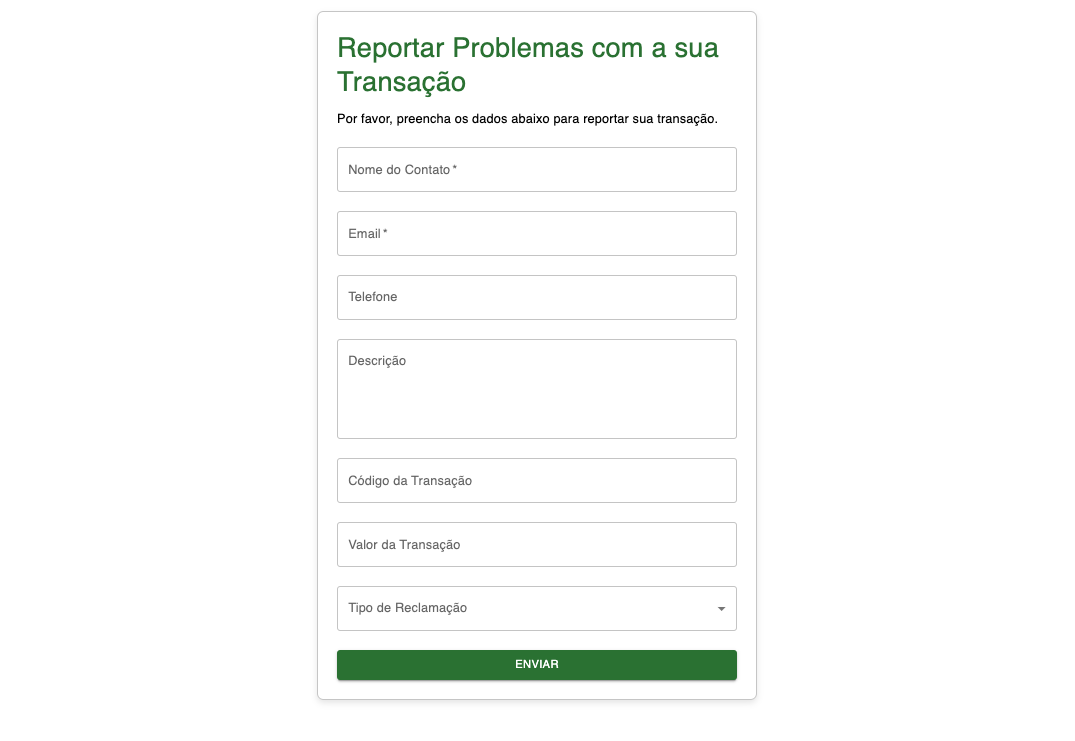 Reportar Problemas com a sua
Transação
Por favor, preencha os dados abaixo para reportar sua transação.
Nome do Contato *
Email *
Telefone
Descrição
Código da Transação
Valor da Transação
Tipo de Reclamação
ENVIAR